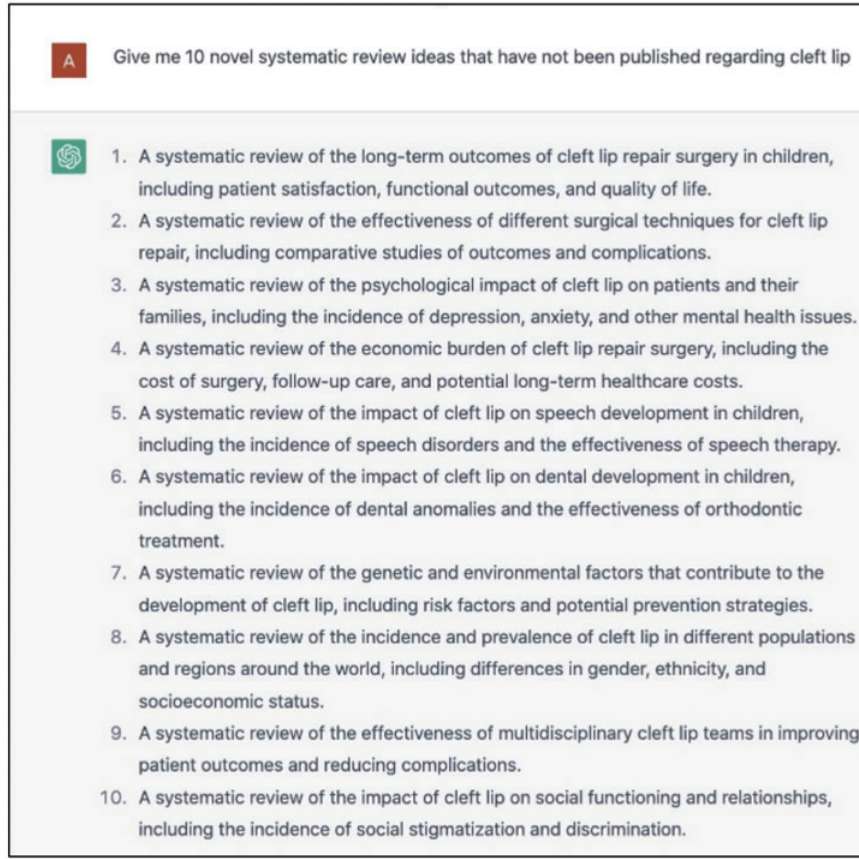 A Give me 10 novel systematic review ideas that have not been published regarding cleft lip
1. A systematic review of the long-term outcomes of cleft lip repair surgery in children,
including patient satisfaction, functional outcomes, and quality of life.
2. A systematic review of the effectiveness of different surgical techniques for cleft lip
repair, including comparative studies of outcomes and complications.
3. A systematic review of the psychological impact of cleft lip on patients and their
families, including the incidence of depression, anxiety, and other mental health issues.
4. A systematic review of the economic burden of cleft lip repair surgery, including the
cost of surgery, follow-up care, and potential long-term healthcare costs.
5. A systematic review of the impact of cleft lip on speech development in children,
including the incidence of speech disorders and the effectiveness of speech therapy.
6. A systematic review of the impact of cleft lip on dental development in children,
including the incidence of dental anomalies and the effectiveness of orthodontic
treatment.
7. A systematic review of the genetic and environmental factors that contribute to the
development of cleft lip, including risk factors and potential prevention strategies.
8. A systematic review of the incidence and prevalence of cleft lip in different populations
and regions around the world, including differences in gender, ethnicity, and
socioeconomic status.
9. A systematic review of the effectiveness of multidisciplinary cleft lip teams in improving
patient outcomes and reducing complications.
10. A systematic review of the impact of cleft lip on social functioning and relationships,
including the incidence of social stigmatization and discrimination.